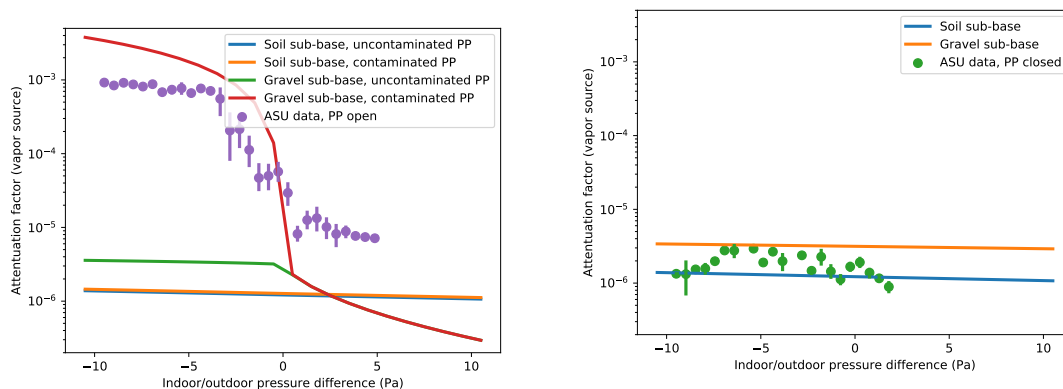 Attentuation factor (vapor source)
10⁻³
10⁻⁴
10⁻⁵
10⁻⁶
Soil sub-base, uncontaminated PP
Soil sub-base, contaminated PP
Gravel sub-base, uncontaminated PP
Gravel sub-base, contaminated PP
ASU data, PP open
−10
−5
0
5
10
Indoor/outdoor pressure difference (Pa)
Attentuation factor (vapor source)
10⁻³
10⁻⁴
10⁻⁵
10⁻⁶
Soil sub-base
Gravel sub-base
ASU data, PP closed
−10
−5
0
5
10
Indoor/outdoor pressure difference (Pa)